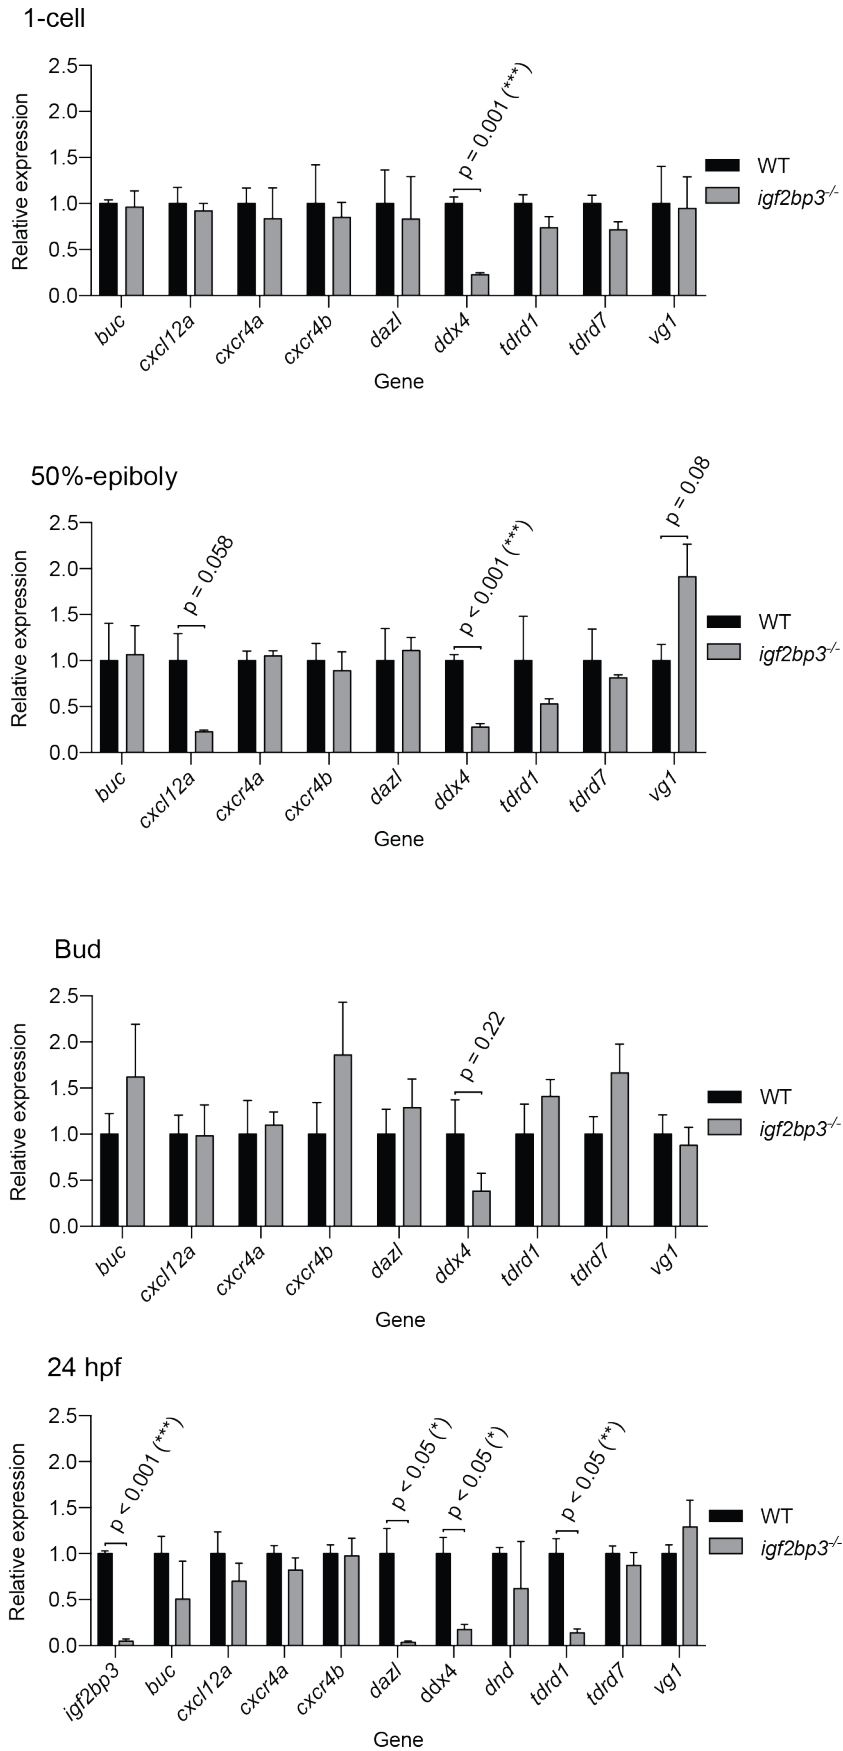 1-cell
2.5
2.0
1.5
1.0
0.5
0.0
Relative expression
p = 0.001 (***)
WT
igf2bp3-/-
buc
cxcl12a
cxcr4a
cxcr4b
dazl
ddx4
tdrd1
tdrd7
vg1
Gene
50%-epiboly
2.5
2.0
1.5
1.0
0.5
0.0
Relative expression
p = 0.058
p < 0.001 (***)
p = 0.08
WT
igf2bp3-/-
buc
cxcl12a
cxcr4a
cxcr4b
dazl
ddx4
tdrd1
tdrd7
vg1
Gene
Bud
2.5
2.0
1.5
1.0
0.5
0.0
Relative expression
p = 0.22
WT
igf2bp3-/-
buc
cxcl12a
cxcr4a
cxcr4b
dazl
ddx4
tdrd1
tdrd7
vg1
Gene
24 hpf
2.5
2.0
1.5
1.0
0.5
0.0
Relative expression
p < 0.001 (***)
p < 0.05 (*)
p < 0.05 (*)
p < 0.05 (**)
WT
igf2bp3-/-
igf2bp3
buc
cxcl12a
cxcr4a
cxcr4b
dazl
ddx4
dnd
tdrd1
tdrd7
vg1
Gene